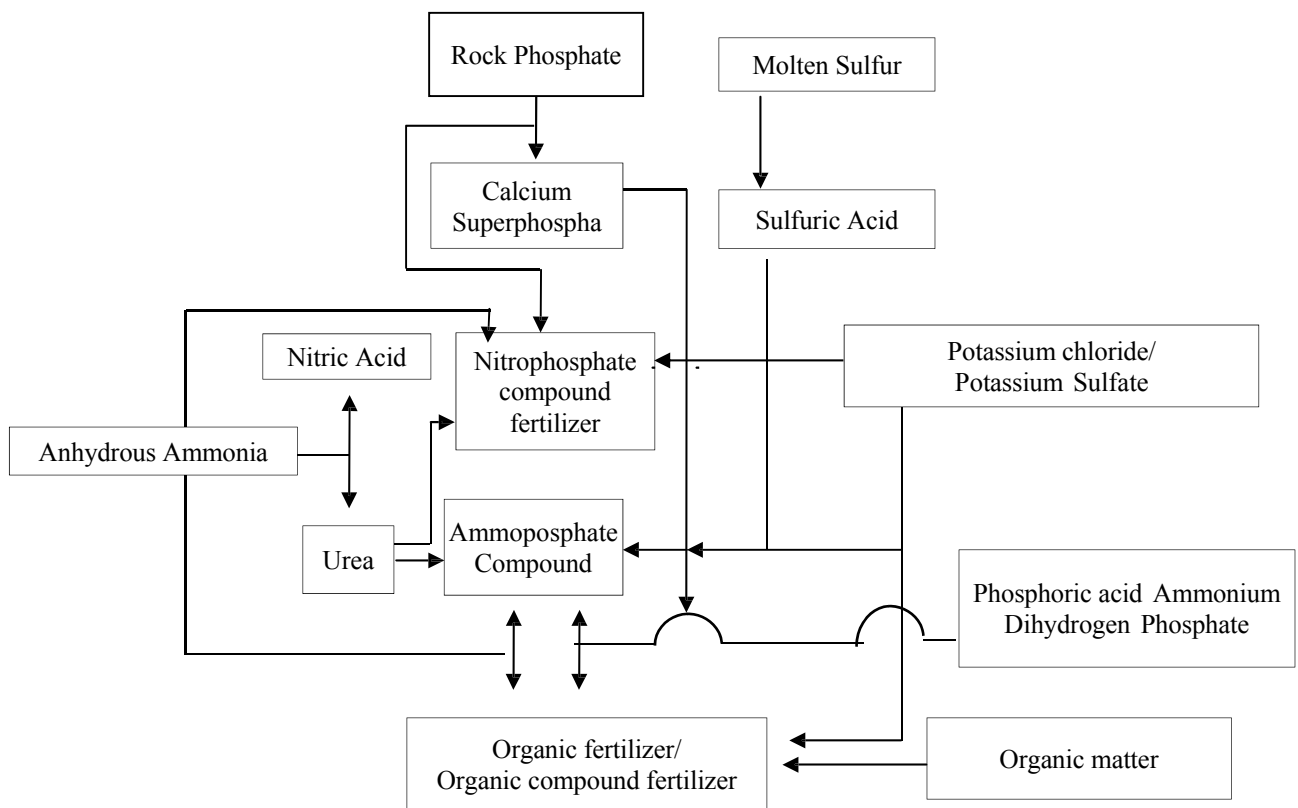 Rock Phosphate
Molten Sulfur
Calcium
Superphospha
Sulfuric Acid
Nitric Acid
Nitrophosphate
compound
fertilizer
Potassium chloride/
Potassium Sulfate
Anhydrous Ammonia
Urea
Ammoposphate
Compound
Phosphoric acid Ammonium
Dihydrogen Phosphate
Organic fertilizer/
Organic compound fertilizer
Organic matter